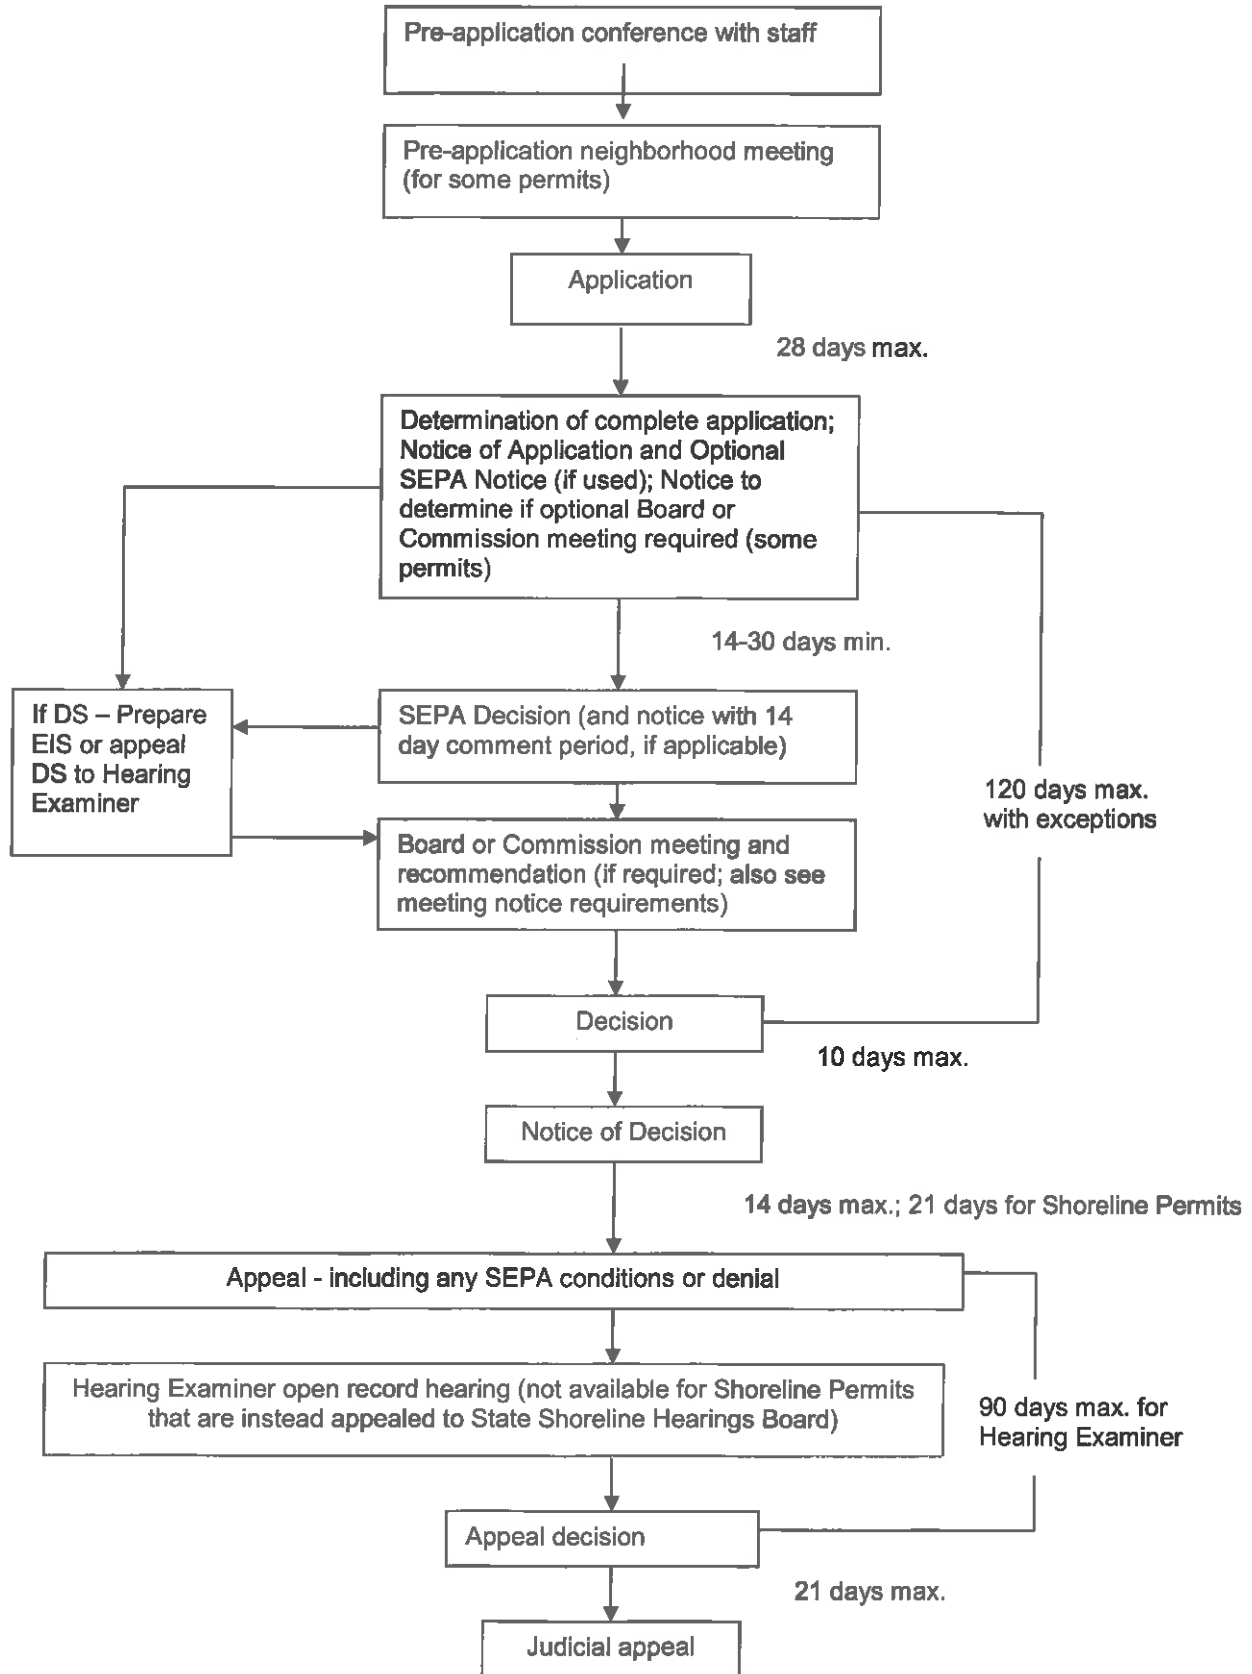 Pre-application conference with staff
Pre-application neighborhood meeting
(for some permits)
Application
28 days max.
Determination of complete application;
Notice of Application and Optional
SEPA Notice (if used); Notice to
determine if optional Board or
Commission meeting required (some
permits)
14-30 days min.
If DS – Prepare
EIS or appeal
DS to Hearing
Examiner
SEPA Decision (and notice with 14
day comment period, if applicable)
120 days max.
with exceptions
Board or Commission meeting and
recommendation (if required; also see
meeting notice requirements)
Decision
10 days max.
Notice of Decision
14 days max.; 21 days for Shoreline Permits
Appeal - including any SEPA conditions or denial
Hearing Examiner open record hearing (not available for Shoreline Permits
that are instead appealed to State Shoreline Hearings Board)
90 days max. for
Hearing Examiner
Appeal decision
21 days max.
Judicial appeal